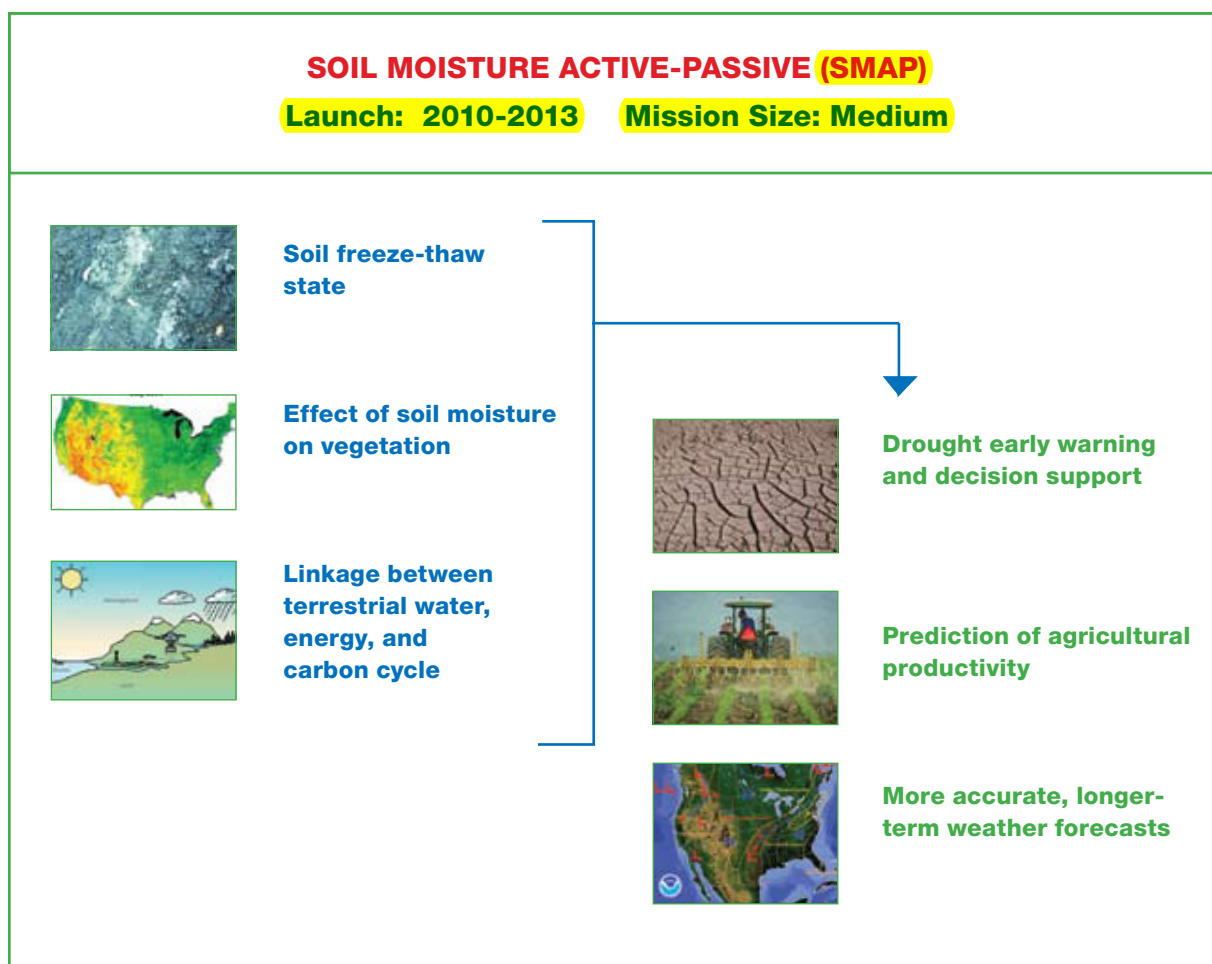 SOIL MOISTURE ACTIVE-PASSIVE (SMAP)
Launch: 2010-2013 Mission Size: Medium
Soil freeze-thaw
state
Effect of soil moisture
on vegetation
Linkage between
terrestrial water,
energy, and
carbon cycle
Drought early warning
and decision support
Prediction of agricultural
productivity
More accurate, longer-
term weather forecasts